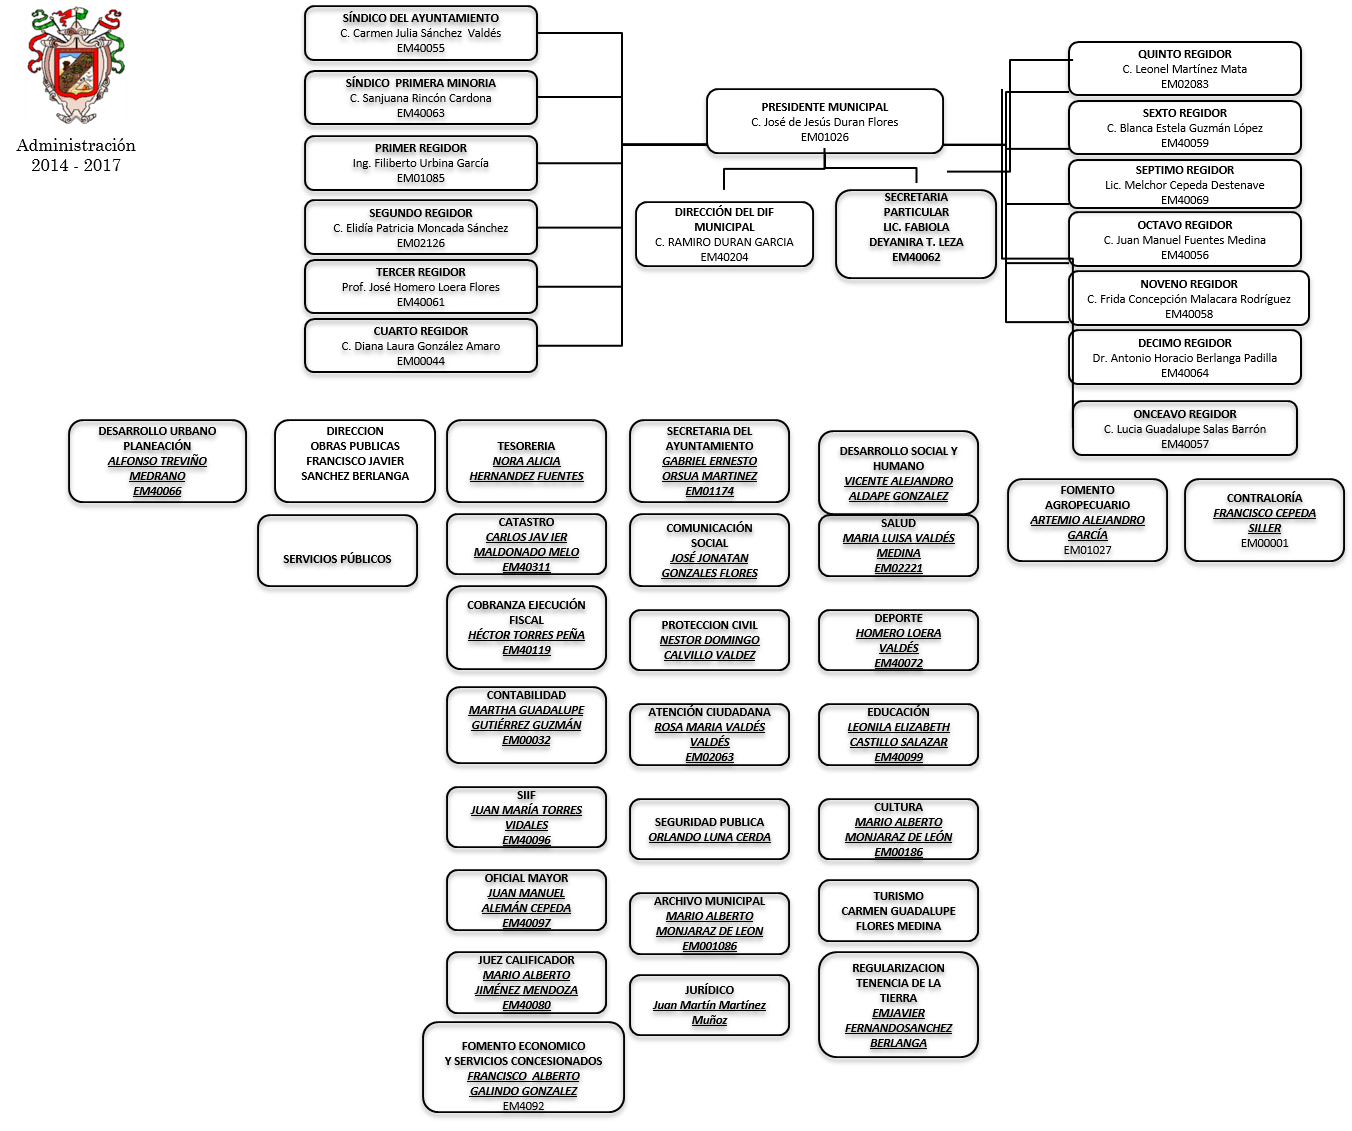 Administración
2014 - 2017
SÍNDICO DEL AYUNTAMIENTO
C. Carmen Julia Sánchez Valdés
EM40055
SÍNDICO PRIMERA MINORIA
C. Sanjuana Rincón Cardona
EM40063
PRIMER REGIDOR
Ing. Filiberto Urbina García
EM01085
SEGUNDO REGIDOR
C. Elidía Patricia Moncada Sánchez
EM02126
TERCER REGIDOR
Prof. José Homero Loera Flores
EM40061
CUARTO REGIDOR
C. Diana Laura González Amaro
EM00044
PRESIDENTE MUNICIPAL
C. José de Jesús Duran Flores
EM01026
DIRECCIÓN DEL DIF
MUNICIPAL
C. RAMIRO DURAN GARCIA
EM40204
SECRETARIA
PARTICULAR
LIC. FABIOLA
DEYANIRA T. LEZA
EM40062
QUINTO REGIDOR
C. Leonel Martínez Mata
EM02083
SEXTO REGIDOR
C. Blanca Estela Guzmán López
EM40059
SEPTIMO REGIDOR
Lic. Melchor Cepeda Destenave
EM40069
OCTAVO REGIDOR
C. Juan Manuel Fuentes Medina
EM40056
NOVENO REGIDOR
C. Frida Concepción Malacara Rodríguez
EM40058
DECIMO REGIDOR
Dr. Antonio Horacio Berlanga Padilla
EM40064
ONCEAVO REGIDOR
C. Lucia Guadalupe Salas Barrón
EM40057
DESARROLLO URBANO
PLANEACIÓN
ALFONSO TREVIÑO
MEDRANO
EM40066
DIRECCION
OBRAS PUBLICAS
FRANCISCO JAVIER
SANCHEZ BERLANGA
SERVICIOS PÚBLICOS
TESORERIA
NORA ALICIA
HERNANDEZ FUENTES
CATASTRO
CARLOS JAV IER
MALDONADO MELO
EM40311
COBRANZA EJECUCIÓN
FISCAL
HÉCTOR TORRES PEÑA
EM40119
CONTABILIDAD
MARTHA GUADALUPE
GUTIÉRREZ GUZMÁN
EM00032
SIIF
JUAN MARÍA TORRES
VIDALES
EM40096
OFICIAL MAYOR
JUAN MANUEL
ALEMÁN CEPEDA
EM40097
JUEZ CALIFICADOR
MARIO ALBERTO
JIMÉNEZ MENDOZA
EM40080
FOMENTO ECONOMICO
Y SERVICIOS CONCESIONADOS
FRANCISCO ALBERTO
GALINDO GONZALEZ
EM4092
SECRETARIA DEL
AYUNTAMIENTO
GABRIEL ERNESTO
ORSUA MARTINEZ
EM01174
COMUNICACIÓN
SOCIAL
JOSÉ JONATAN
GONZALES FLORES
PROTECCION CIVIL
NESTOR DOMINGO
CALVILLO VALDEZ
ATENCIÓN CIUDADANA
ROSA MARIA VALDÉS
VALDÉS
EM02063
SEGURIDAD PUBLICA
ORLANDO LUNA CERDA
ARCHIVO MUNICIPAL
MARIO ALBERTO
MONJARAZ DE LEON
EM001086
JURÍDICO
Juan Martín Martínez
Muñoz
DESARROLLO SOCIAL Y
HUMANO
VICENTE ALEJANDRO
ALDAPE GONZALEZ
SALUD
MARIA LUISA VALDÉS
MEDINA
EM02221
DEPORTE
HOMERO LOERA
VALDÉS
EM40072
EDUCACIÓN
LEONILA ELIZABETH
CASTILLO SALAZAR
EM40099
CULTURA
MARIO ALBERTO
MONJARAZ DE LEÓN
EM00186
TURISMO
CARMEN GUADALUPE
FLORES MEDINA
REGULARIZACION
TENENCIA DE LA
TIERRA
EMJAVIER
FERNANDOSANCHEZ
BERLANGA
FOMENTO
AGROPECUARIO
ARTEMIO ALEJANDRO
GARCÍA
EM01027
CONTRALORÍA
FRANCISCO CEPEDA
SILLER
EM00001